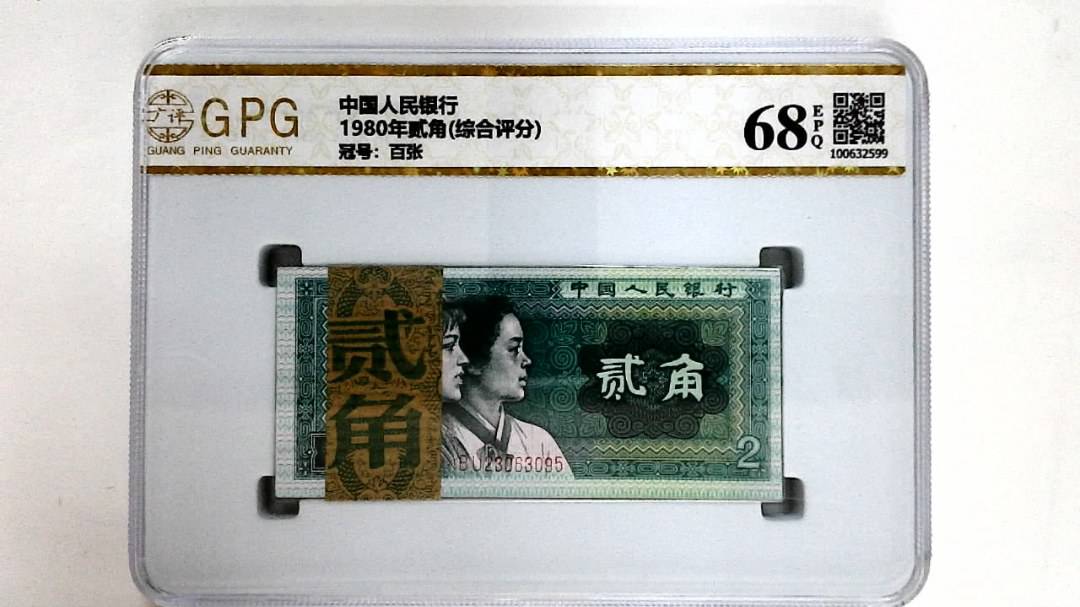 广评
GPG
GUANG PING GUARANTY
中国人民银行
1980年贰角(综合评分)
冠号：百张
68
EPQ
100632599
中国人民银行
贰角
贰角
BU23063095
2